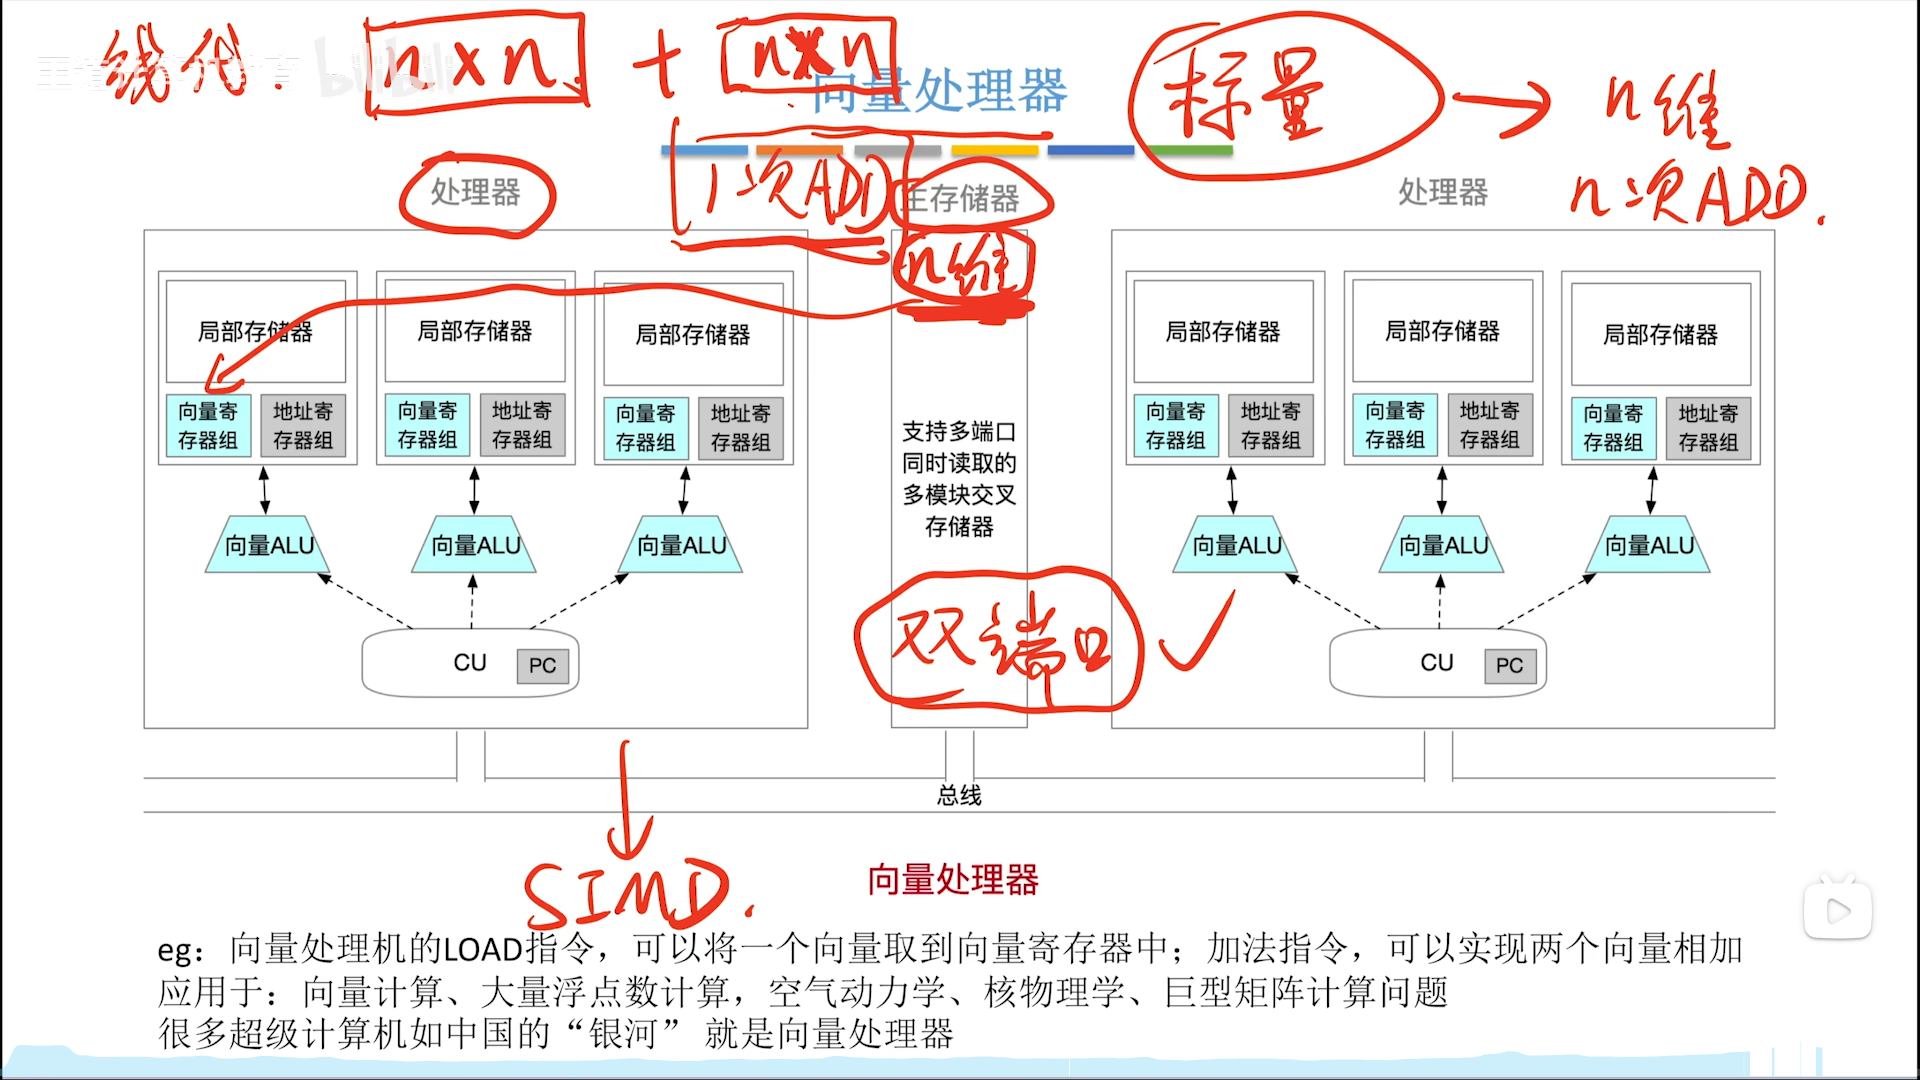 线代. n×n + n×n 标量 → n维
向量处理器
1次ADD n次ADD.
处理器 主存储器 处理器
n维
局部存储器 局部存储器 局部存储器 局部存储器 局部存储器 局部存储器
向量寄存器组 地址寄存器组 向量寄存器组 地址寄存器组 向量寄存器组 地址寄存器组
支持多端口
同时读取的
多模块交叉
存储器
向量寄存器组 地址寄存器组 向量寄存器组 地址寄存器组 向量寄存器组 地址寄存器组
向量ALU 向量ALU 向量ALU 向量ALU 向量ALU 向量ALU
双端口
CU PC CU PC
总线
SIMD.
向量处理器
eg：向量处理机的LOAD指令，可以将一个向量取到向量寄存器中；加法指令，可以实现两个向量相加
应用于：向量计算、大量浮点数计算，空气动力学、核物理学、巨型矩阵计算问题
很多超级计算机如中国的“银河” 就是向量处理器